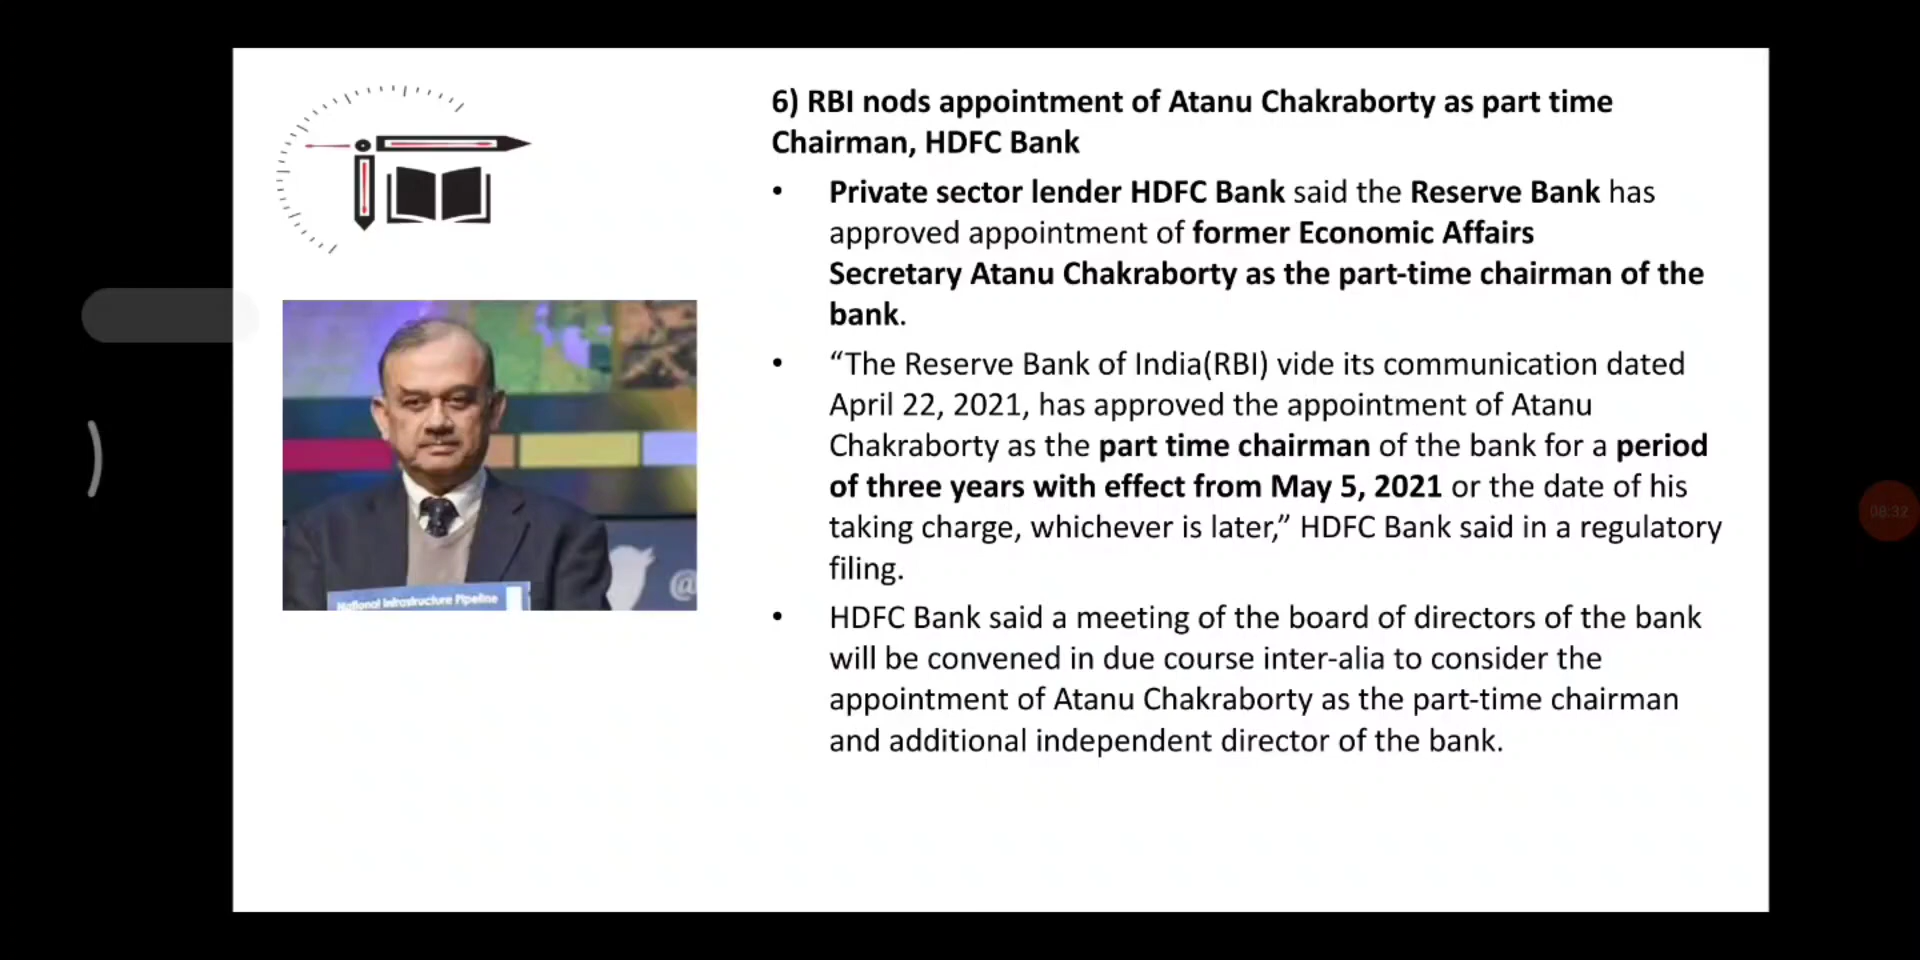 6) RBI nods appointment of Atanu Chakraborty as part time
Chairman, HDFC Bank
• Private sector lender HDFC Bank said the Reserve Bank has
approved appointment of former Economic Affairs
Secretary Atanu Chakraborty as the part-time chairman of the
bank.
• “The Reserve Bank of India(RBI) vide its communication dated
April 22, 2021, has approved the appointment of Atanu
Chakraborty as the part time chairman of the bank for a period
of three years with effect from May 5, 2021 or the date of his
taking charge, whichever is later,” HDFC Bank said in a regulatory
filing.
• HDFC Bank said a meeting of the board of directors of the bank
will be convened in due course inter-alia to consider the
appointment of Atanu Chakraborty as the part-time chairman
and additional independent director of the bank.
National Infrastructure Pipeline
@
08:32